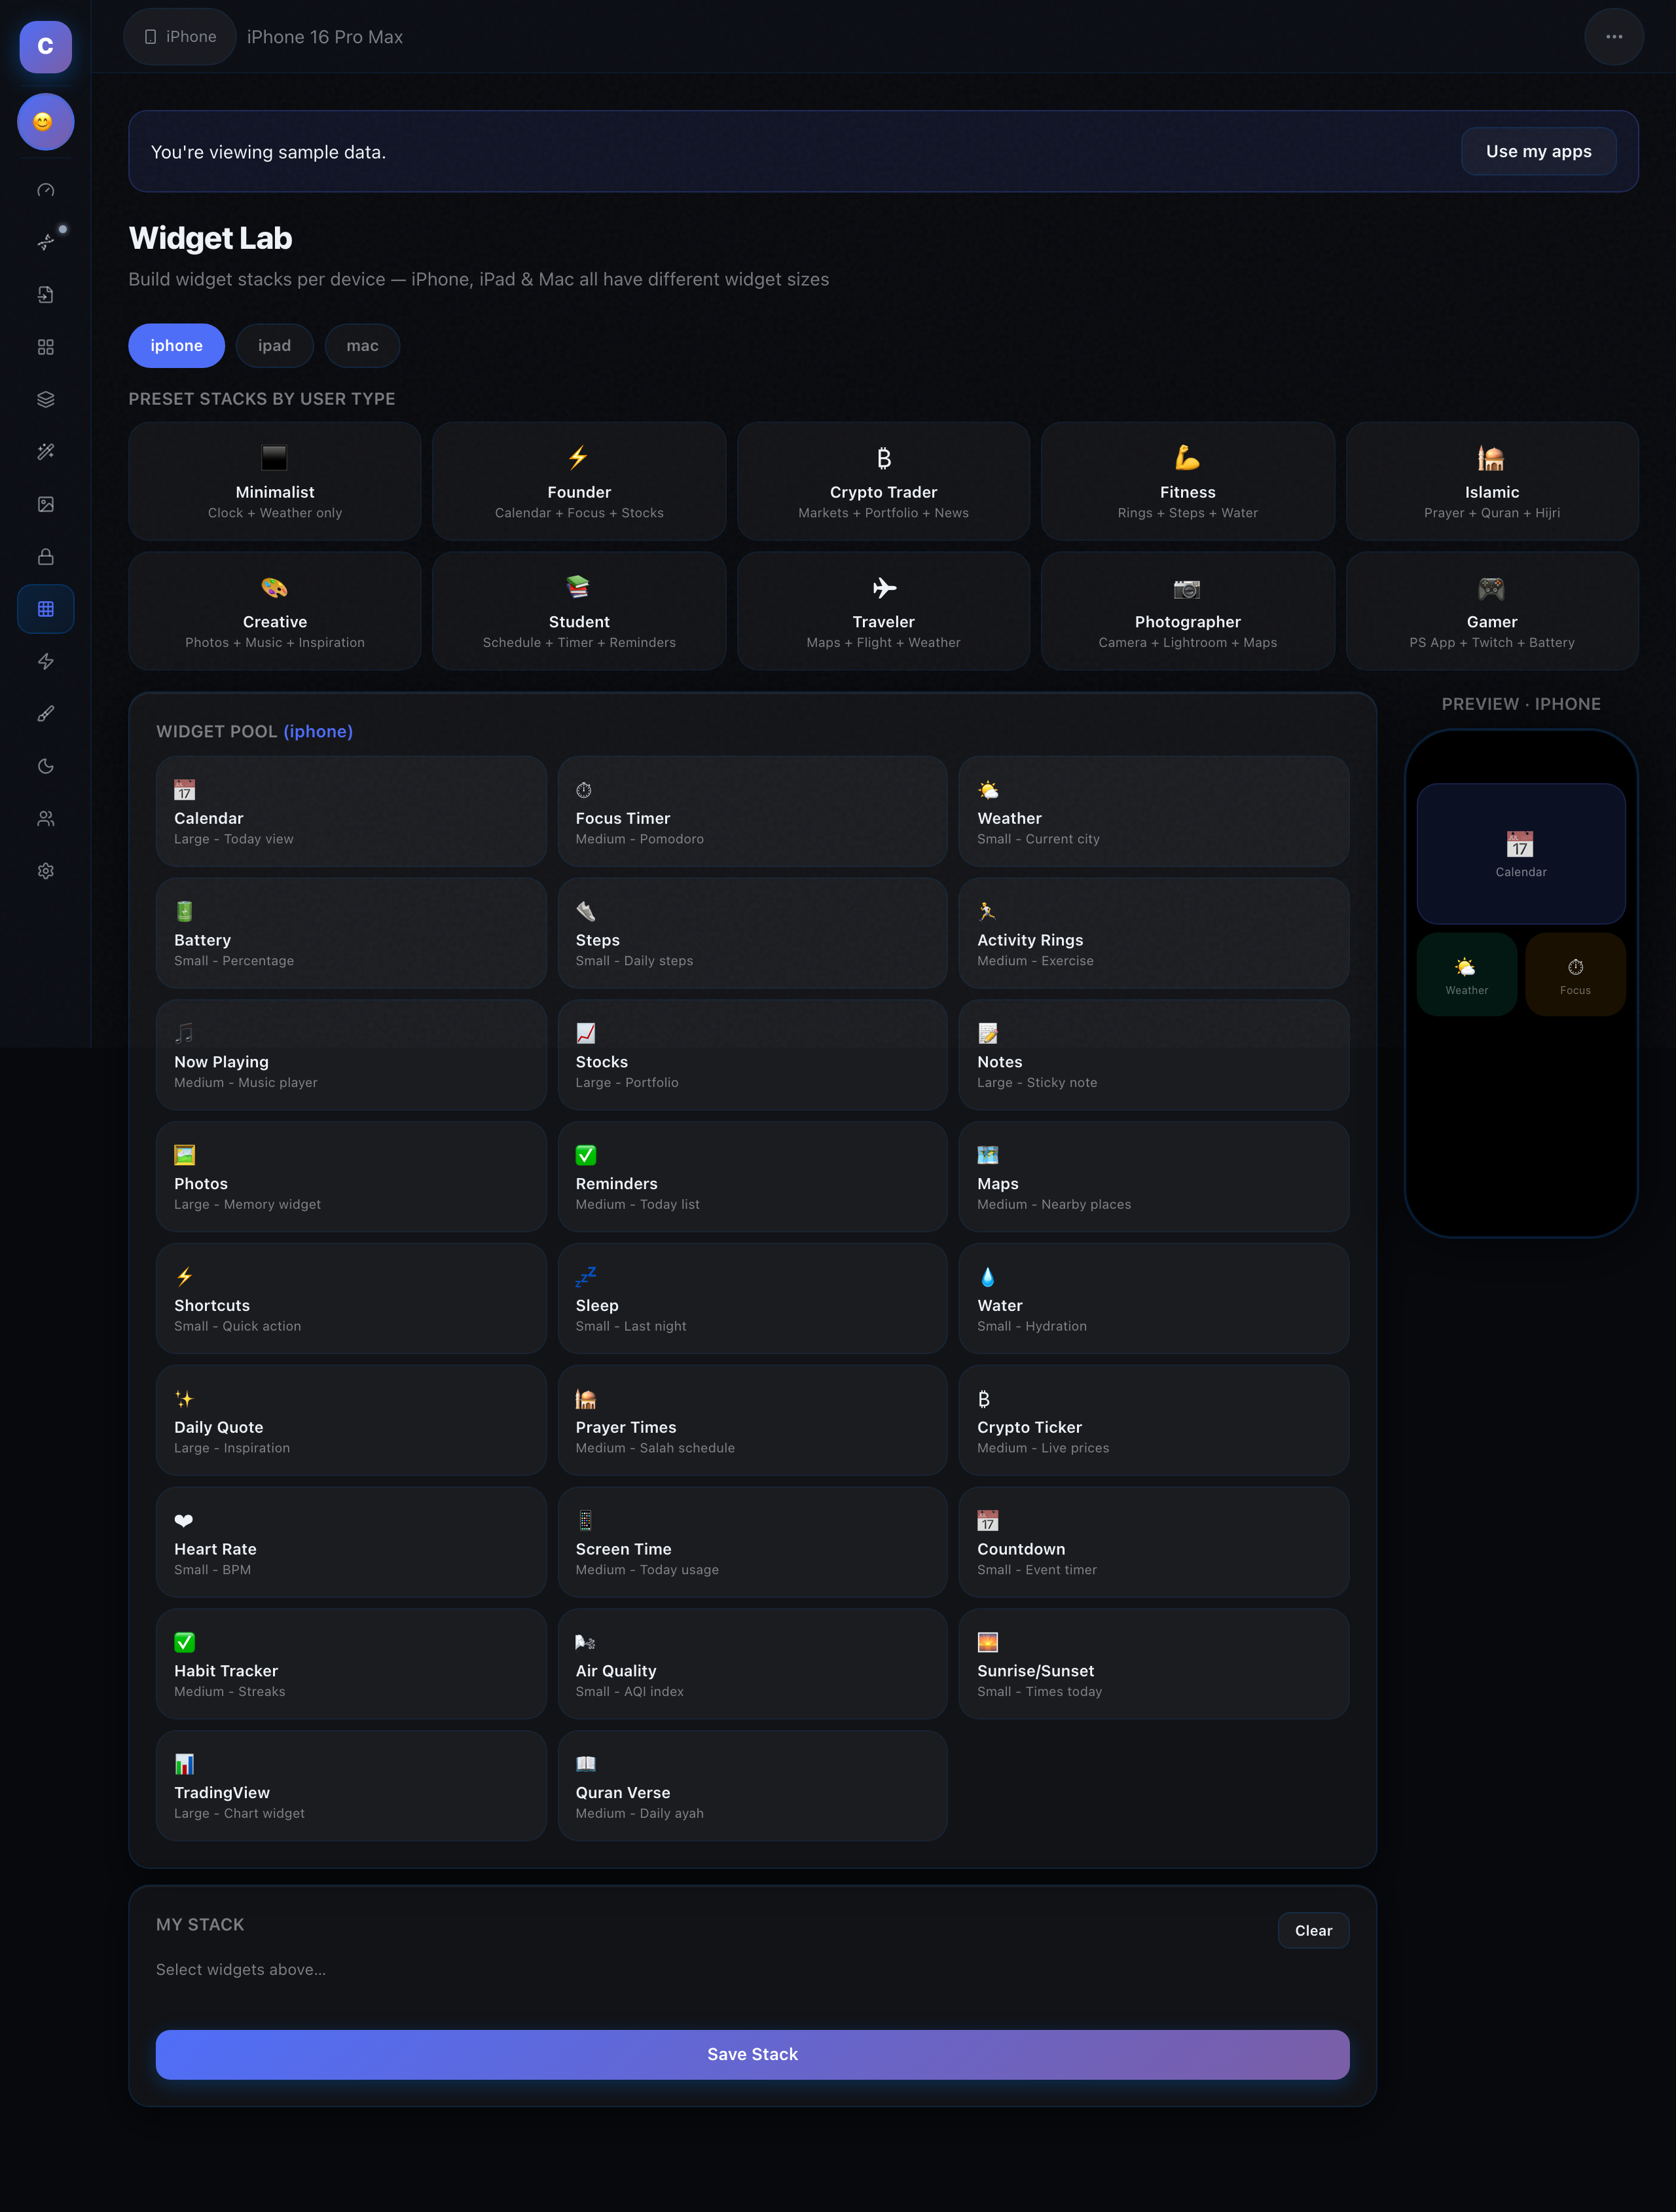 C
iPhone
iPhone 16 Pro Max
You're viewing sample data.
Use my apps
Widget Lab
Build widget stacks per device — iPhone, iPad & Mac all have different widget sizes
iphone
ipad
mac
PRESET STACKS BY USER TYPE
Minimalist
Clock + Weather only
Founder
Calendar + Focus + Stocks
₿
Crypto Trader
Markets + Portfolio + News
Fitness
Rings + Steps + Water
Islamic
Prayer + Quran + Hijri
Creative
Photos + Music + Inspiration
Student
Schedule + Timer + Reminders
Traveler
Maps + Flight + Weather
Photographer
Camera + Lightroom + Maps
Gamer
PS App + Twitch + Battery
WIDGET POOL (iphone)
Calendar
Large - Today view
Focus Timer
Medium - Pomodoro
Weather
Small - Current city
Battery
Small - Percentage
Steps
Small - Daily steps
Activity Rings
Medium - Exercise
Now Playing
Medium - Music player
Stocks
Large - Portfolio
Notes
Large - Sticky note
Photos
Large - Memory widget
Reminders
Medium - Today list
Maps
Medium - Nearby places
Shortcuts
Small - Quick action
Sleep
Small - Last night
Water
Small - Hydration
Daily Quote
Large - Inspiration
Prayer Times
Medium - Salah schedule
₿
Crypto Ticker
Medium - Live prices
Heart Rate
Small - BPM
Screen Time
Medium - Today usage
Countdown
Small - Event timer
Habit Tracker
Medium - Streaks
Air Quality
Small - AQI index
Sunrise/Sunset
Small - Times today
TradingView
Large - Chart widget
Quran Verse
Medium - Daily ayah
PREVIEW · IPHONE
17
Calendar
Weather
Focus
MY STACK
Clear
Select widgets above...
Save Stack